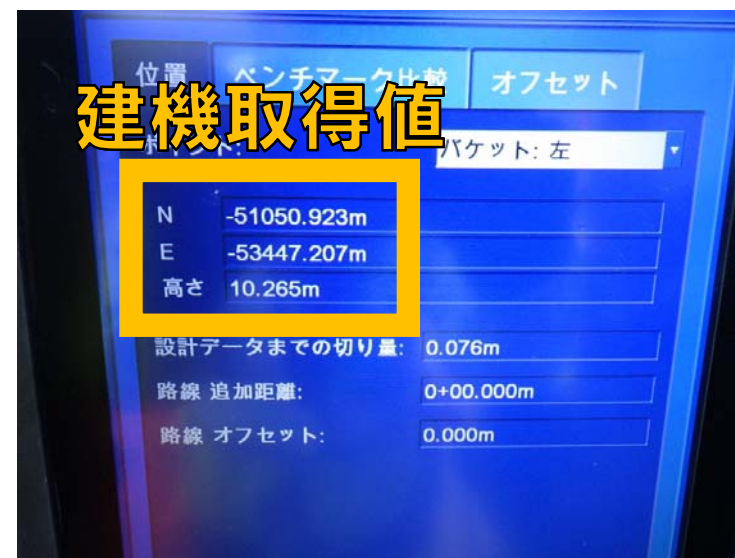 位置 ベンチマーク比較 オフセット
建機取得値
バケット: 左
N -51050.923m
E -53447.207m
高さ 10.265m
設計データまでの切り量: 0.076m
路線 追加距離: 0+00.000m
路線 オフセット: 0.000m